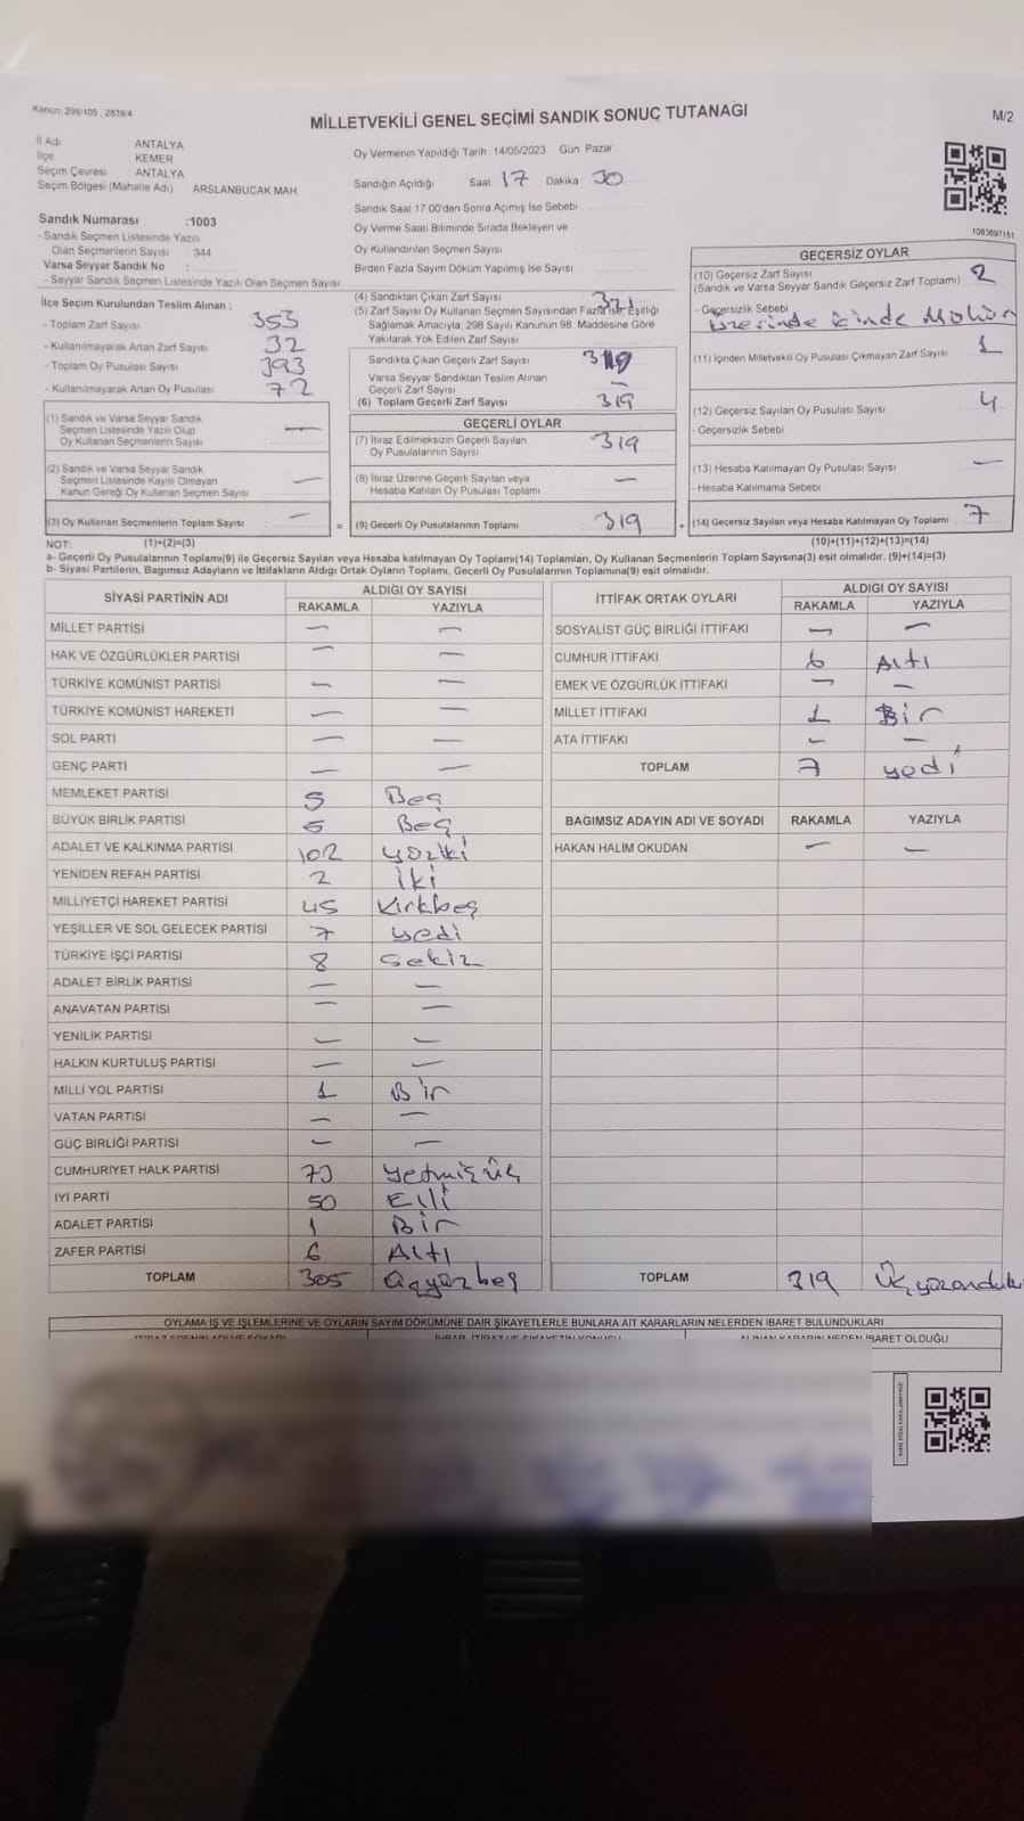 Kanun: 298/105 , 2839/4
MİLLETVEKİLİ GENEL SEÇİMİ SANDIK SONUÇ TUTANAĞI
M/2
İl Adı ANTALYA
İlçe KEMER
Seçim Çevresi ANTALYA
Seçim Bölgesi (Mahalle Adı) ARSLANBUCAK MAH.
Oy Vermenin Yapıldığı Tarih: 14/05/2023 Gün: Pazar
Sandığın Açıldığı Saat 17 Dakika 30
Sandık Saat 17:00'den Sonra Açılmış İse Sebebi
Oy Verme Saati Bitiminde Sırada Bekleyen ve
Oy Kullandırılan Seçmen Sayısı
Birden Fazla Sayım Döküm Yapılmış İse Sayısı
Sandık Numarası :1003
- Sandık Seçmen Listesinde Yazılı
Olan Seçmenlerin Sayısı : 344
Varsa Seyyar Sandık No :
- Seyyar Sandık Seçmen Listesinde Yazılı Olan Seçmen Sayısı
İlçe Seçim Kurulundan Teslim Alınan :
- Toplam Zarf Sayısı 353
- Kullanılmayarak Artan Zarf Sayısı 32
- Toplam Oy Pusulası Sayısı 393
- Kullanılmayarak Artan Oy Pusulası 72
(1) Sandık ve Varsa Seyyar Sandık
Seçmen Listesinde Yazılı Olup
Oy Kullanan Seçmenlerin Sayısı —
(2) Sandık ve Varsa Seyyar Sandık
Seçmen Listesinde Kayıtlı Olmayan
Kanun Gereği Oy Kullanan Seçmen Sayısı —
(3) Oy Kullanan Seçmenlerin Toplam Sayısı —
(4) Sandıktan Çıkan Zarf Sayısı 321
(5) Zarf Sayısı Oy Kullanan Seçmen Sayısından Fazla ise, Eşitliği
Sağlamak Amacıyla, 298 Sayılı Kanunun 98. Maddesine Göre
Yakılarak Yok Edilen Zarf Sayısı
Sandıkta Çıkan Geçerli Zarf Sayısı 319
Varsa Seyyar Sandıktan Teslim Alınan
Geçerli Zarf Sayısı —
(6) Toplam Geçerli Zarf Sayısı 319
GEÇERLİ OYLAR
(7) İtiraz Edilmeksizin Geçerli Sayılan
Oy Pusulalarının Sayısı 319
(8) İtiraz Üzerine Geçerli Sayılan veya
Hesaba Katılan Oy Pusulası Toplamı —
= (9) Geçerli Oy Pusulalarının Toplamı 319
1083697151
GEÇERSİZ OYLAR
(10) Geçersiz Zarf Sayısı 2
(Sandık ve Varsa Seyyar Sandık Geçersiz Zarf Toplamı)
- Geçersizlik Sebebi
üzerinde içinde Mühür
(11) İçinden Milletvekili Oy Pusulası Çıkmayan Zarf Sayısı 1
(12) Geçersiz Sayılan Oy Pusulası Sayısı 4
- Geçersizlik Sebebi
(13) Hesaba Katılmayan Oy Pusulası Sayısı —
- Hesaba Katılmama Sebebi
+ (14) Geçersiz Sayılan veya Hesaba Katılmayan Oy Toplamı 7
NOT: (1)+(2)=(3) (10)+(11)+(12)+(13)=(14)
a- Geçerli Oy Pusulalarının Toplamı(9) ile Geçersiz Sayılan veya Hesaba katılmayan Oy Toplamı(14) Toplamları, Oy Kullanan Seçmenlerin Toplam Sayısına(3) eşit olmalıdır. (9)+(14)=(3)
b- Siyasi Partilerin, Bağımsız Adayların ve İttifakların Aldığı Ortak Oyların Toplamı, Geçerli Oy Pusulalarının Toplamına(9) eşit olmalıdır.
SİYASİ PARTİNİN ADI ALDIĞI OY SAYISI
RAKAMLA YAZIYLA
MİLLET PARTİSİ — —
HAK VE ÖZGÜRLÜKLER PARTİSİ — —
TÜRKİYE KOMÜNİST PARTİSİ — —
TÜRKİYE KOMÜNİST HAREKETİ — —
SOL PARTİ — —
GENÇ PARTİ — —
MEMLEKET PARTİSİ 5 Beş
BÜYÜK BİRLİK PARTİSİ 5 Beş
ADALET VE KALKINMA PARTİSİ 102 yüziki
YENİDEN REFAH PARTİSİ 2 iki
MİLLİYETÇİ HAREKET PARTİSİ 45 Kırkbeş
YEŞİLLER VE SOL GELECEK PARTİSİ 7 yedi
TÜRKİYE İŞÇİ PARTİSİ 8 Sekiz
ADALET BİRLİK PARTİSİ — —
ANAVATAN PARTİSİ — —
YENİLİK PARTİSİ — —
HALKIN KURTULUŞ PARTİSİ — —
MİLLİ YOL PARTİSİ 1 Bir
VATAN PARTİSİ — —
GÜÇ BİRLİĞİ PARTİSİ — —
CUMHURİYET HALK PARTİSİ 73 yetmişüç
İYİ PARTİ 50 Elli
ADALET PARTİSİ 1 Bir
ZAFER PARTİSİ 6 Altı
TOPLAM 305 üçyüzbeş
İTTİFAK ORTAK OYLARI ALDIĞI OY SAYISI
RAKAMLA YAZIYLA
SOSYALİST GÜÇ BİRLİĞİ İTTİFAKI — —
CUMHUR İTTİFAKI 6 Altı
EMEK VE ÖZGÜRLÜK İTTİFAKI — —
MİLLET İTTİFAKI 1 Bir
ATA İTTİFAKI — —
TOPLAM 7 yedi
BAĞIMSIZ ADAYIN ADI VE SOYADI RAKAMLA YAZIYLA
HAKAN HALİM OKUDAN — —
TOPLAM 319
OYLAMA İŞ VE İŞLEMLERİNE VE OYLARIN SAYIM DÖKÜMÜNE DAİR ŞİKAYETLERLE BUNLARA AİT KARARLARIN NELERDEN İBARET BULUNDUKLARI
İBARET OLDUĞU